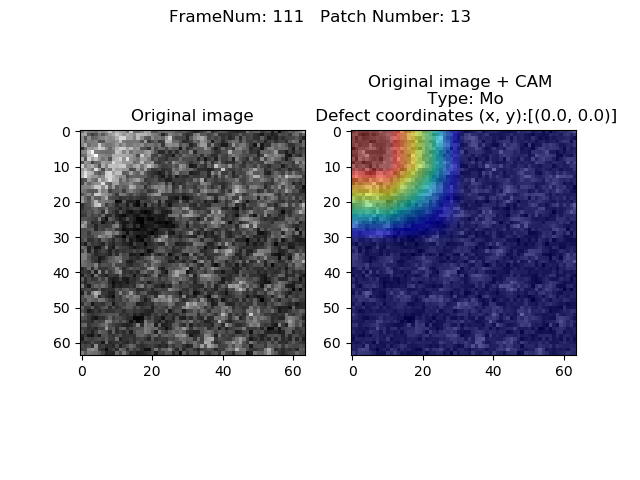 FrameNum: 111   Patch Number: 13
Original image
Original image + CAM
Type: Mo
Defect coordinates (x, y):[(0.0, 0.0)]
0
10
20
30
40
50
60
0 20 40 60
0
10
20
30
40
50
60
0 20 40 60